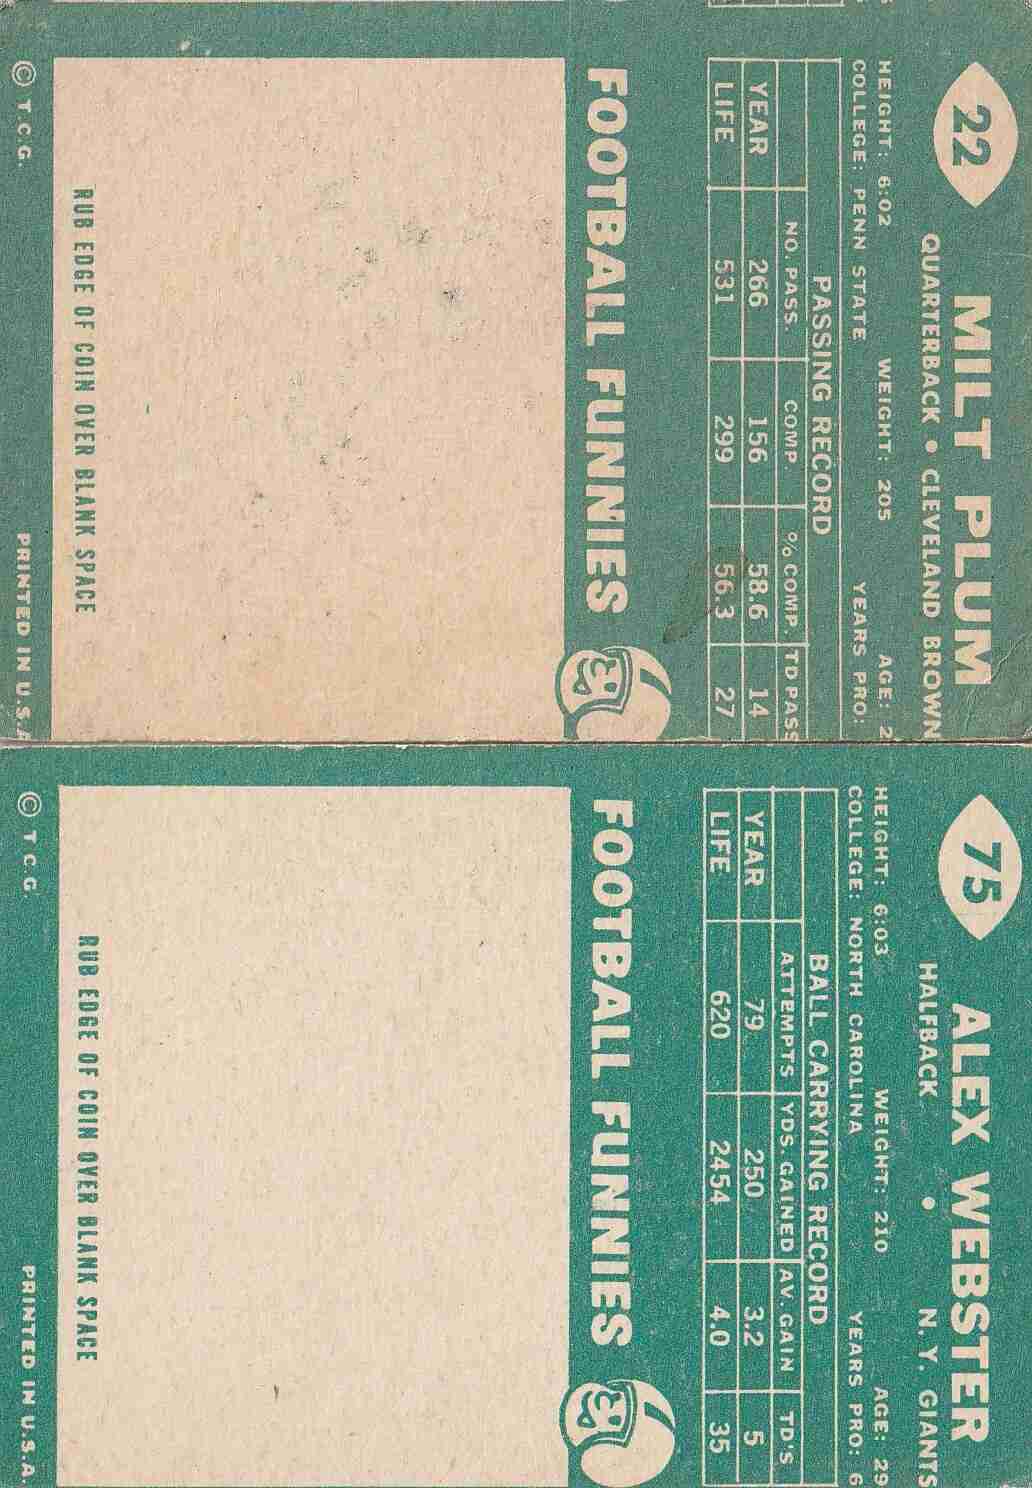 22
MILT PLUM
QUARTERBACK • CLEVELAND BROWN
HEIGHT: 6:02 WEIGHT: 205 AGE: 2
COLLEGE: PENN STATE YEARS PRO:
PASSING RECORD
NO. PASS. COMP. % COMP. TD PASS
YEAR 266 156 58.6 14
LIFE 531 299 56.3 27
FOOTBALL FUNNIES
RUB EDGE OF COIN OVER BLANK SPACE
© T.C.G. PRINTED IN U.S.A
75
ALEX WEBSTER
HALFBACK • N. Y. GIANTS
HEIGHT: 6:03 WEIGHT: 210 AGE: 29
COLLEGE: NORTH CAROLINA YEARS PRO: 6
BALL CARRYING RECORD
ATTEMPTS YDS. GAINED AV. GAIN TD'S
YEAR 79 250 3.2 5
LIFE 620 2454 4.0 35
FOOTBALL FUNNIES
RUB EDGE OF COIN OVER BLANK SPACE
© T.C.G. PRINTED IN U.S.A.